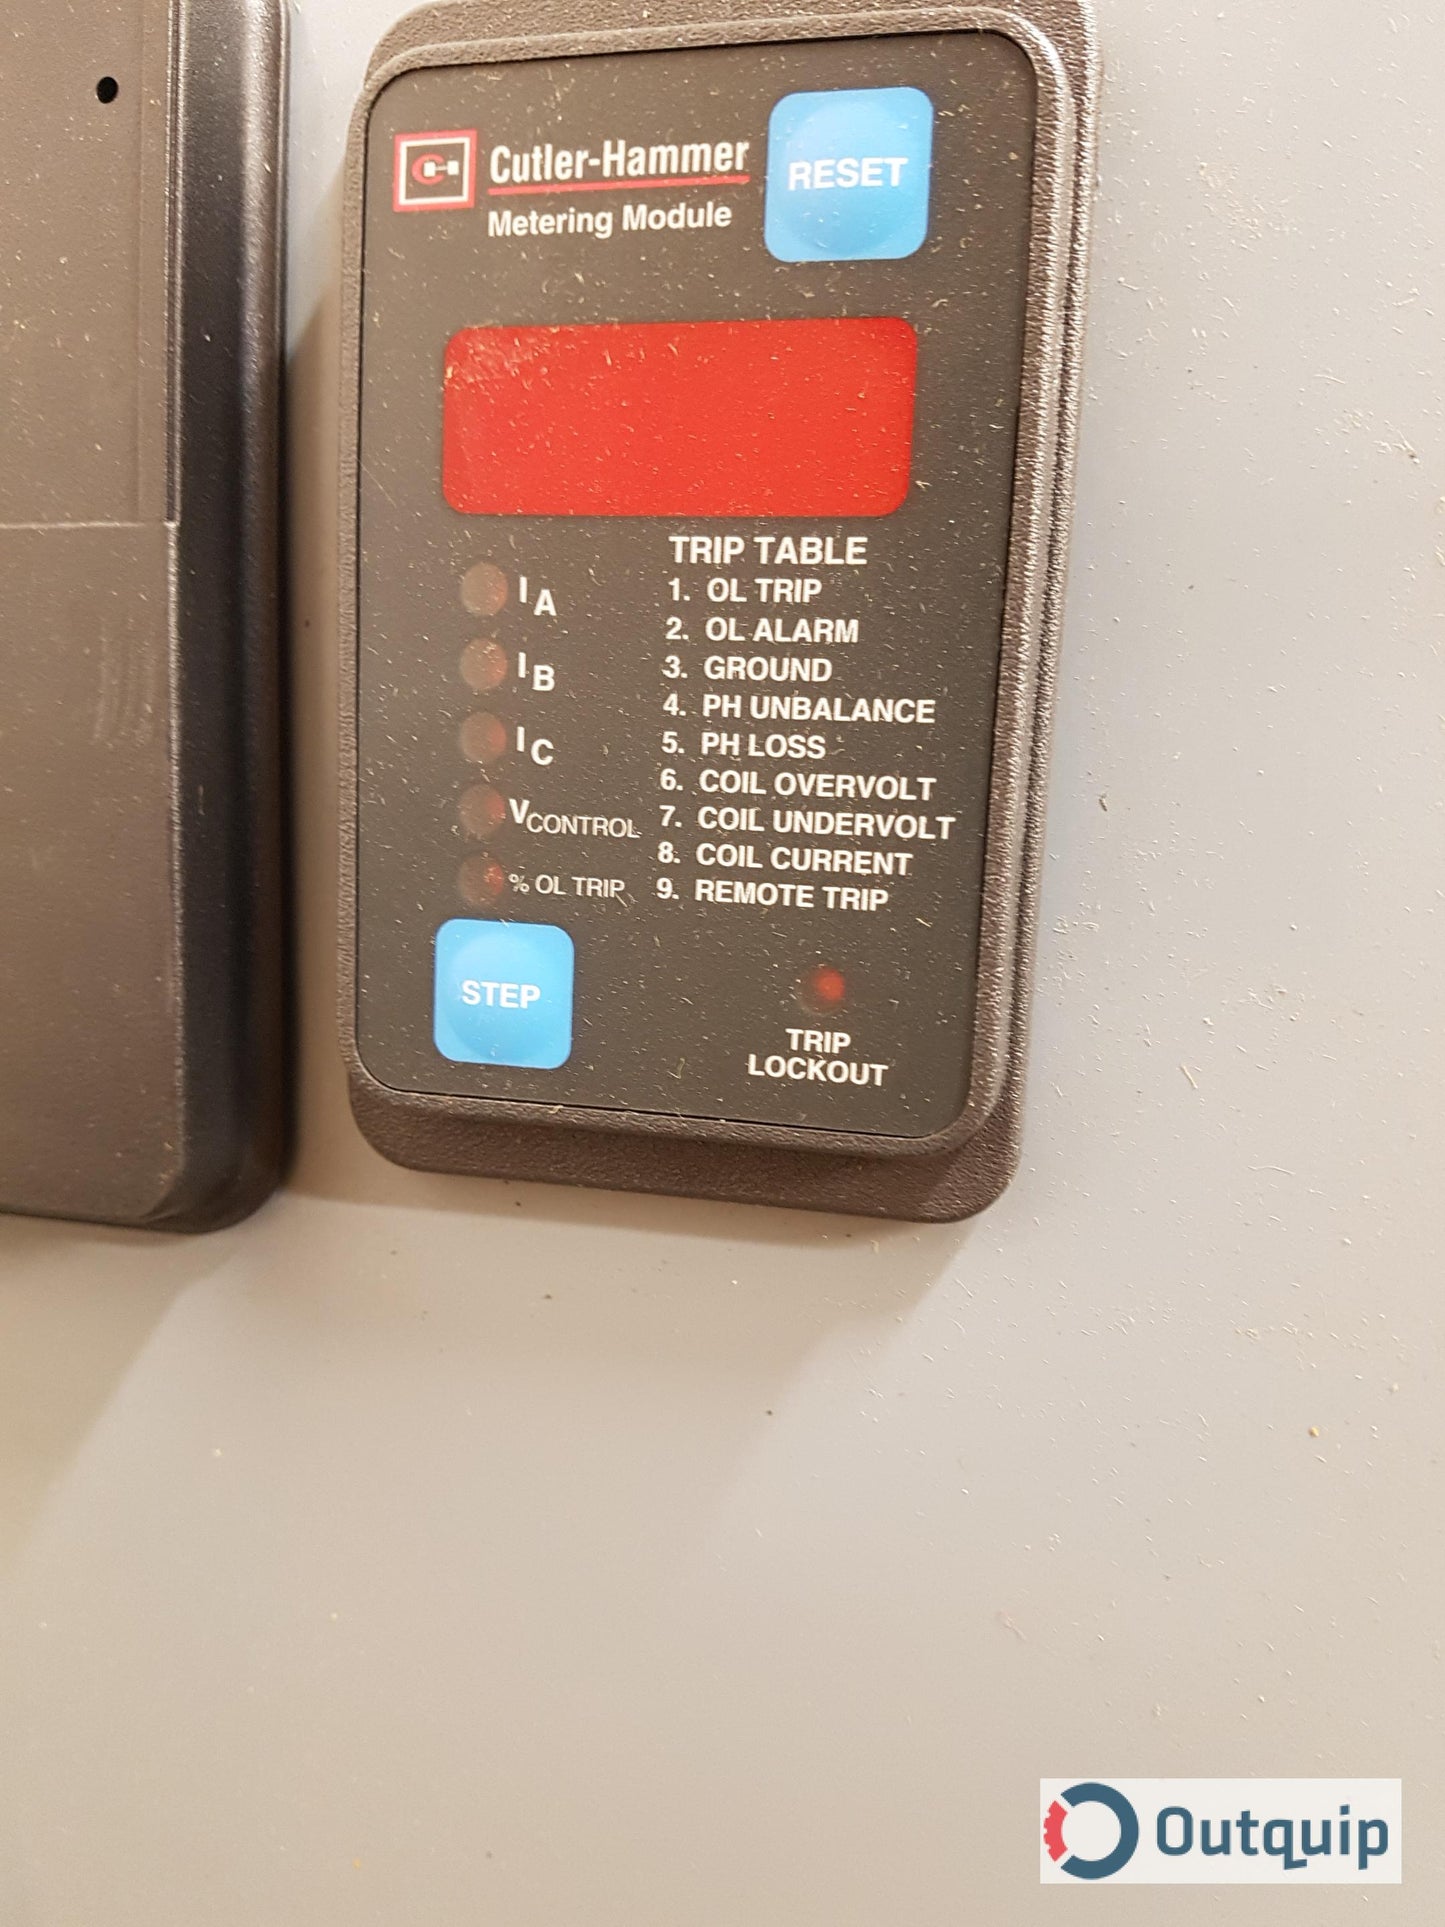 Cutler-Hammer
Metering Module
RESET
TRIP TABLE
1. OL TRIP
2. OL ALARM
3. GROUND
4. PH UNBALANCE
5. PH LOSS
6. COIL OVERVOLT
7. COIL UNDERVOLT
8. COIL CURRENT
9. REMOTE TRIP
IA
IB
IC
VCONTROL
% OL TRIP
STEP
TRIP
LOCKOUT
Outquip